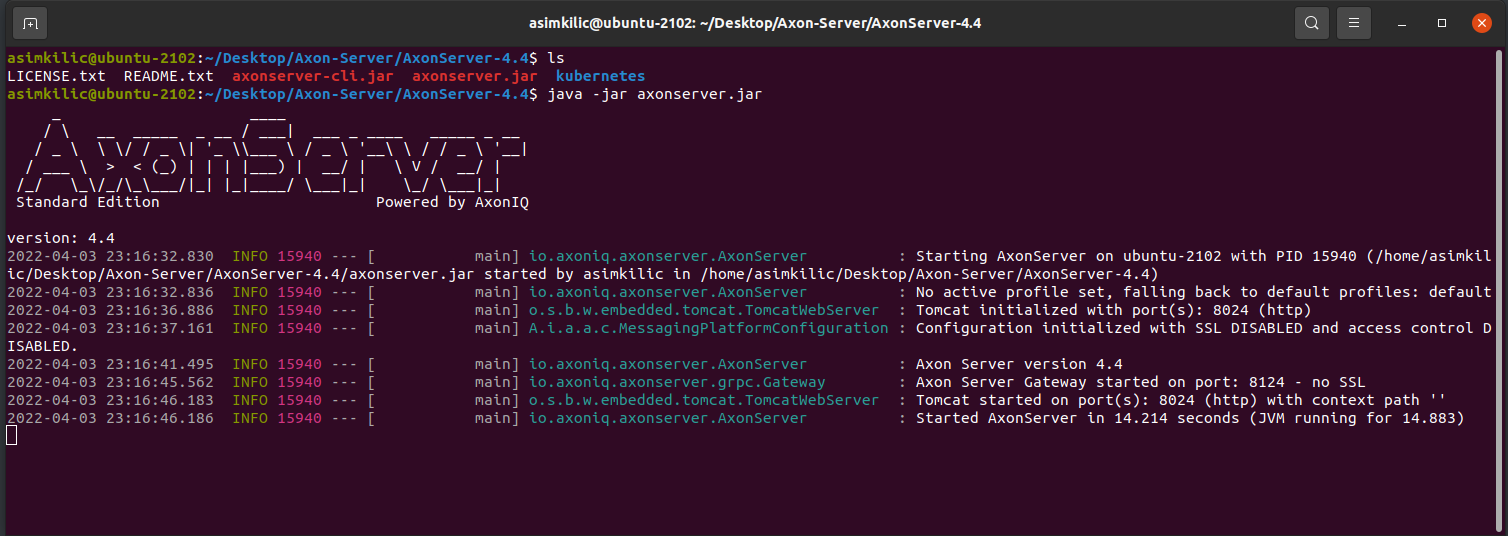 asimkilic@ubuntu-2102: ~/Desktop/Axon-Server/AxonServer-4.4
asimkilic@ubuntu-2102:~/Desktop/Axon-Server/AxonServer-4.4$ ls
LICENSE.txt  README.txt  axonserver-cli.jar  axonserver.jar  kubernetes
asimkilic@ubuntu-2102:~/Desktop/Axon-Server/AxonServer-4.4$ java -jar axonserver.jar
AxonServer
Standard Edition                        Powered by AxonIQ
version: 4.4
2022-04-03 23:16:32.830  INFO 15940 --- [           main] io.axoniq.axonserver.AxonServer          : Starting AxonServer on ubuntu-2102 with PID 15940 (/home/asimkil
ic/Desktop/Axon-Server/AxonServer-4.4/axonserver.jar started by asimkilic in /home/asimkilic/Desktop/Axon-Server/AxonServer-4.4)
2022-04-03 23:16:32.836  INFO 15940 --- [           main] io.axoniq.axonserver.AxonServer          : No active profile set, falling back to default profiles: default
2022-04-03 23:16:36.886  INFO 15940 --- [           main] o.s.b.w.embedded.tomcat.TomcatWebServer  : Tomcat initialized with port(s): 8024 (http)
2022-04-03 23:16:37.161  INFO 15940 --- [           main] A.i.a.a.c.MessagingPlatformConfiguration : Configuration initialized with SSL DISABLED and access control D
ISABLED.
2022-04-03 23:16:41.495  INFO 15940 --- [           main] io.axoniq.axonserver.AxonServer          : Axon Server version 4.4
2022-04-03 23:16:45.562  INFO 15940 --- [           main] io.axoniq.axonserver.grpc.Gateway        : Axon Server Gateway started on port: 8124 - no SSL
2022-04-03 23:16:46.183  INFO 15940 --- [           main] o.s.b.w.embedded.tomcat.TomcatWebServer  : Tomcat started on port(s): 8024 (http) with context path ''
2022-04-03 23:16:46.186  INFO 15940 --- [           main] io.axoniq.axonserver.AxonServer          : Started AxonServer in 14.214 seconds (JVM running for 14.883)